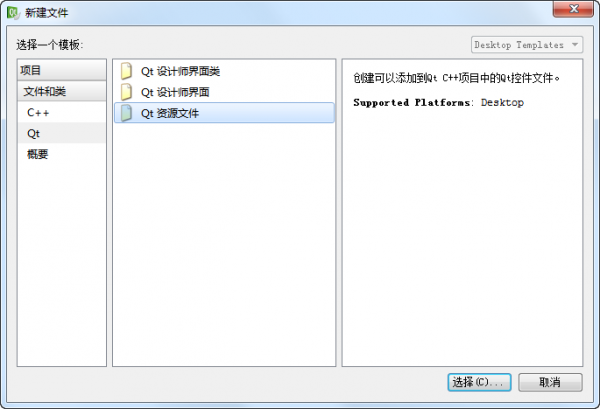 新建文件
选择一个模板:
Desktop Templates
项目
文件和类
C++
Qt
概要
Qt 设计师界面类
Qt 设计师界面
Qt 资源文件
创建可以添加到Qt C++项目中的Qt控件文件。
Supported Platforms: Desktop
选择(C)...
取消